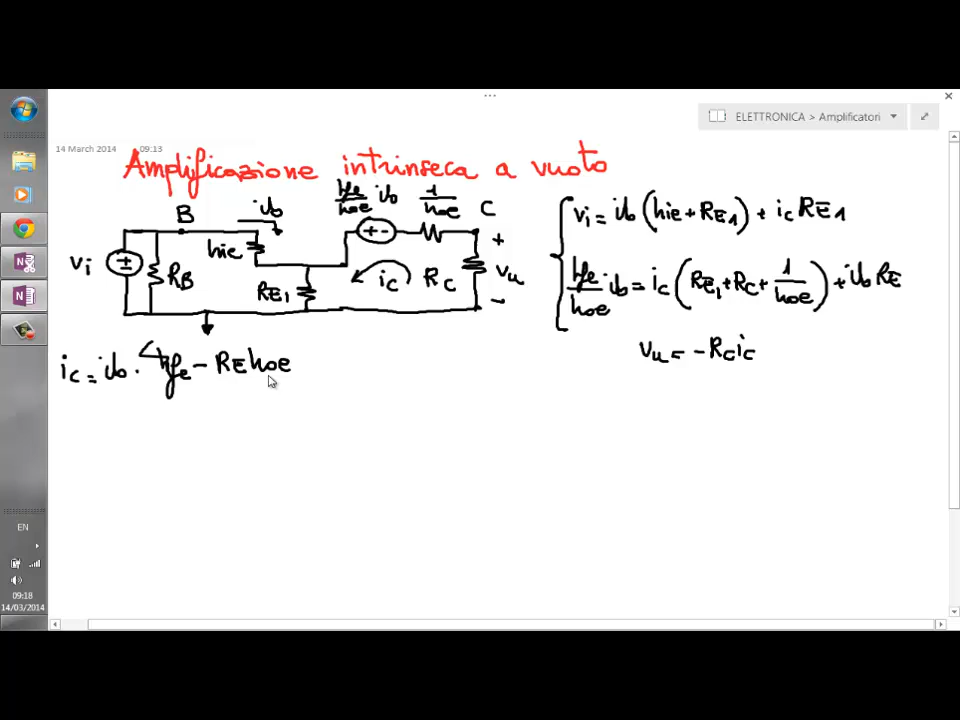 ELETTRONICA > Amplificatori
14 March 2014 09:13
Amplificazione intrinseca a vuoto
B
ib
hfe/hoe ib
1/hoe
C
vi
RB
hie
RE1
ic
RC
+
vu
-
vi = ib (hie + RE1) + ic RE1
hfe/hoe ib = ic (RE1 + RC + 1/hoe) + ib RE
vu = - RC ic
ic = ib · hfe - RE hoe
EN
09:18
14/03/2014